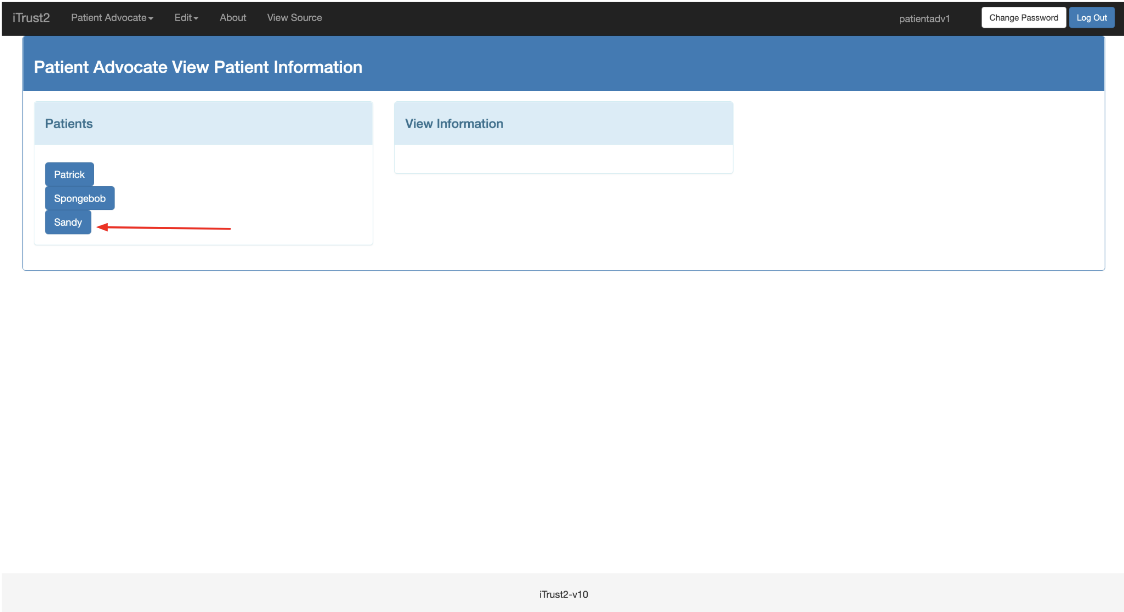 iTrust2 Patient Advocate Edit About View Source patientadv1 Change Password Log Out
Patient Advocate View Patient Information
Patients
View Information
Patrick
Spongebob
Sandy
iTrust2-v10